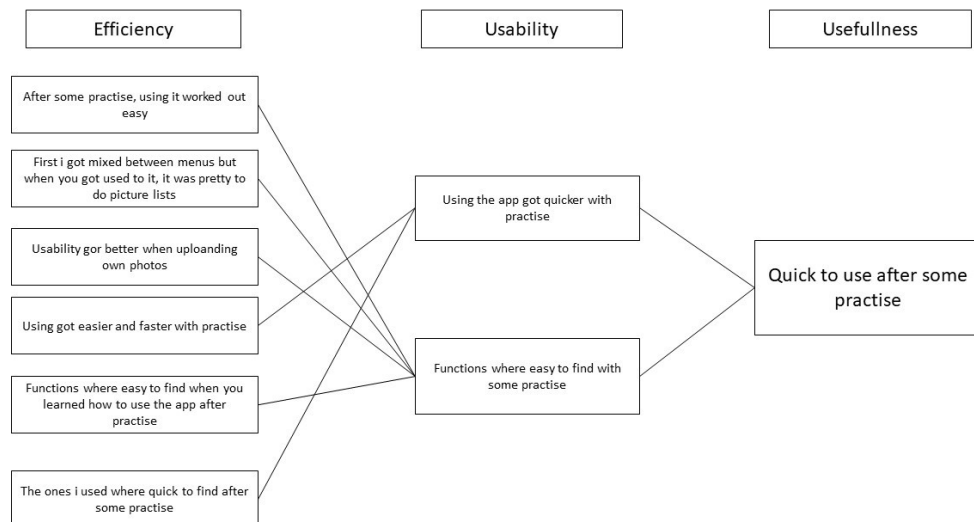 Efficiency
Usability
Usefullness
After some practise, using it worked out
easy
First i got mixed between menus but
when you got used to it, it was pretty to
do picture lists
Usability gor better when uploanding
own photos
Using got easier and faster with practise
Functions where easy to find when you
learned how to use the app after
practise
The ones i used where quick to find after
some practise
Using the app got quicker with
practise
Functions where easy to find with
some practise
Quick to use after some
practise